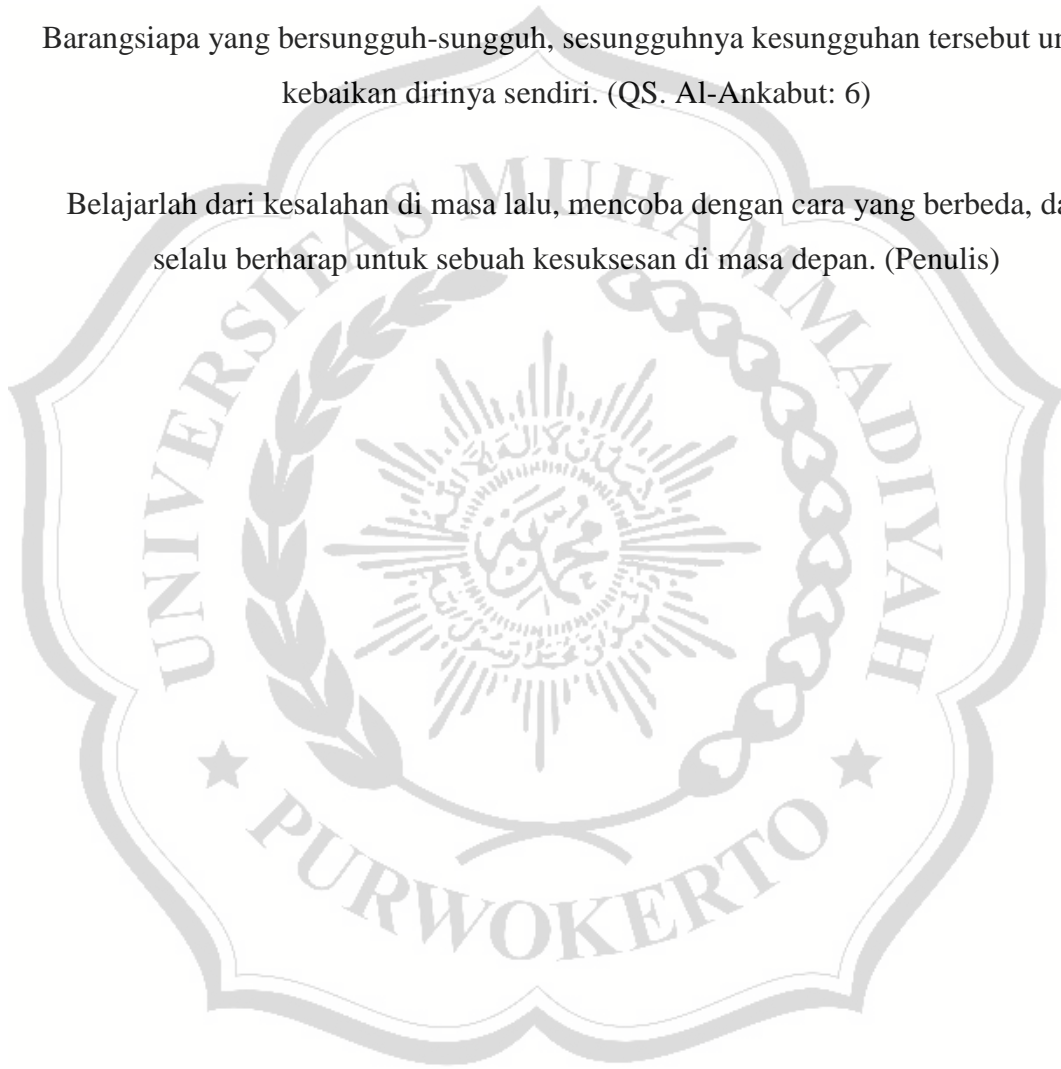 Barangsiapa yang bersungguh-sungguh, sesungguhnya kesungguhan tersebut
kebaikan dirinya sendiri. (QS. Al-Ankabut: 6)
Belajarlah dari kesalahan di masa lalu, mencoba dengan cara yang berbeda,
selalu berharap untuk sebuah kesuksesan di masa depan. (Penulis)
UNIVERSITAS MUHAMMADIYAH
PURWOKERTO